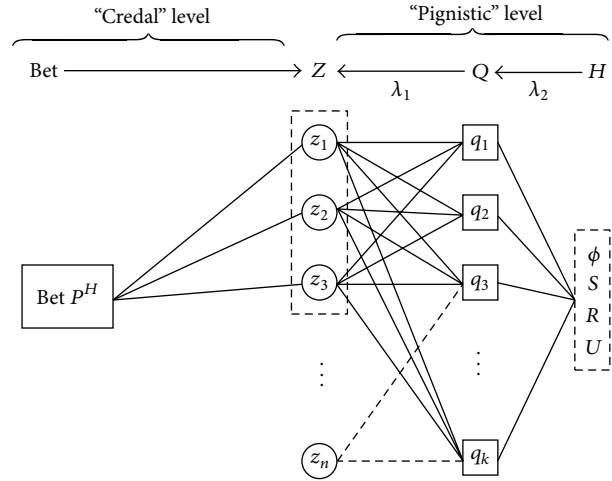 “Credal” level “Pignistic” level
Bet Z Q H
λ1 λ2
z1 q1
z2 q2
ϕ
z3 q3
S
Bet P^H
R
U
⋮ ⋮
zn qk